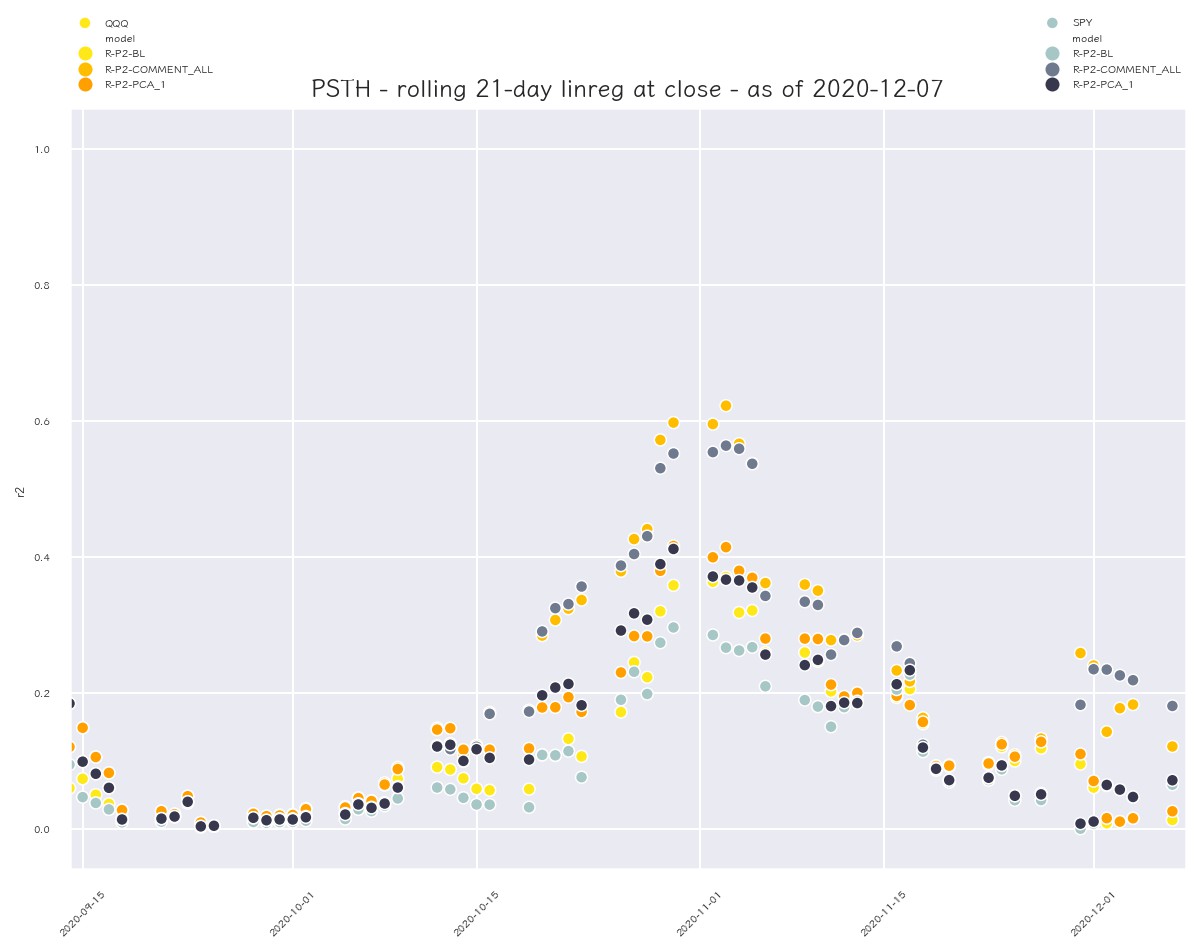 QQQ
model
R-P2-BL
R-P2-COMMENT_ALL
R-P2-PCA_1
SPY
model
R-P2-BL
R-P2-COMMENT_ALL
R-P2-PCA_1
PSTH - rolling 21-day linreg at close - as of 2020-12-07
1.0
0.8
0.6
0.4
0.2
0.0
r2
2020-09-15
2020-10-01
2020-10-15
2020-11-01
2020-11-15
2020-12-01